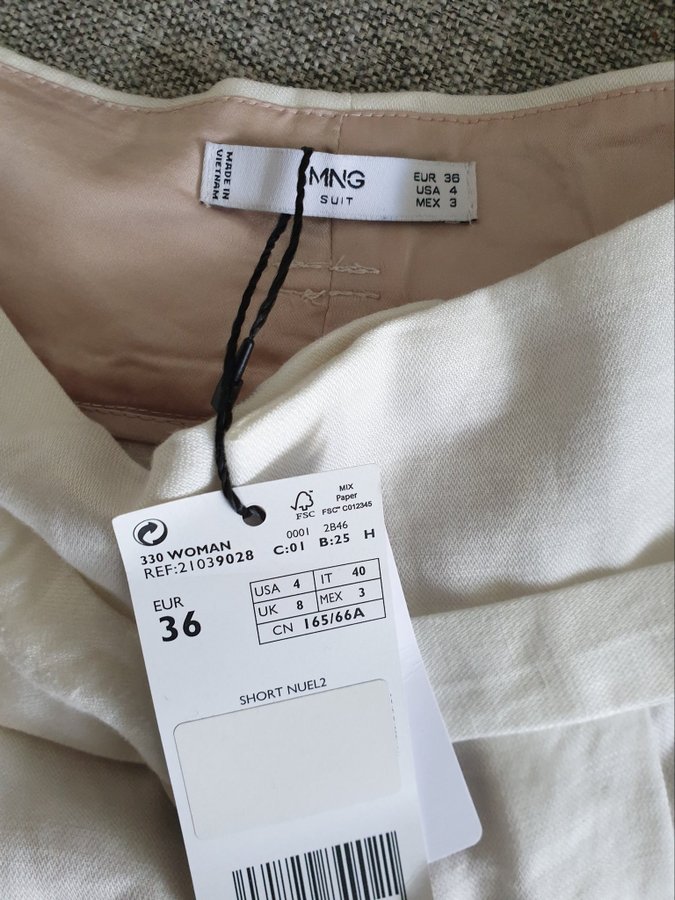 MADE IN
VIETNAM
MNG
SUIT
EUR 36
USA 4
MEX 3
FSC
MIX
Paper
FSC™ C012345
330 WOMAN
REF:21039028
0001 2B46
C:01 B:25 H
EUR
36
USA 4 IT 40
UK 8 MEX 3
CN 165/66A
SHORT NUEL2